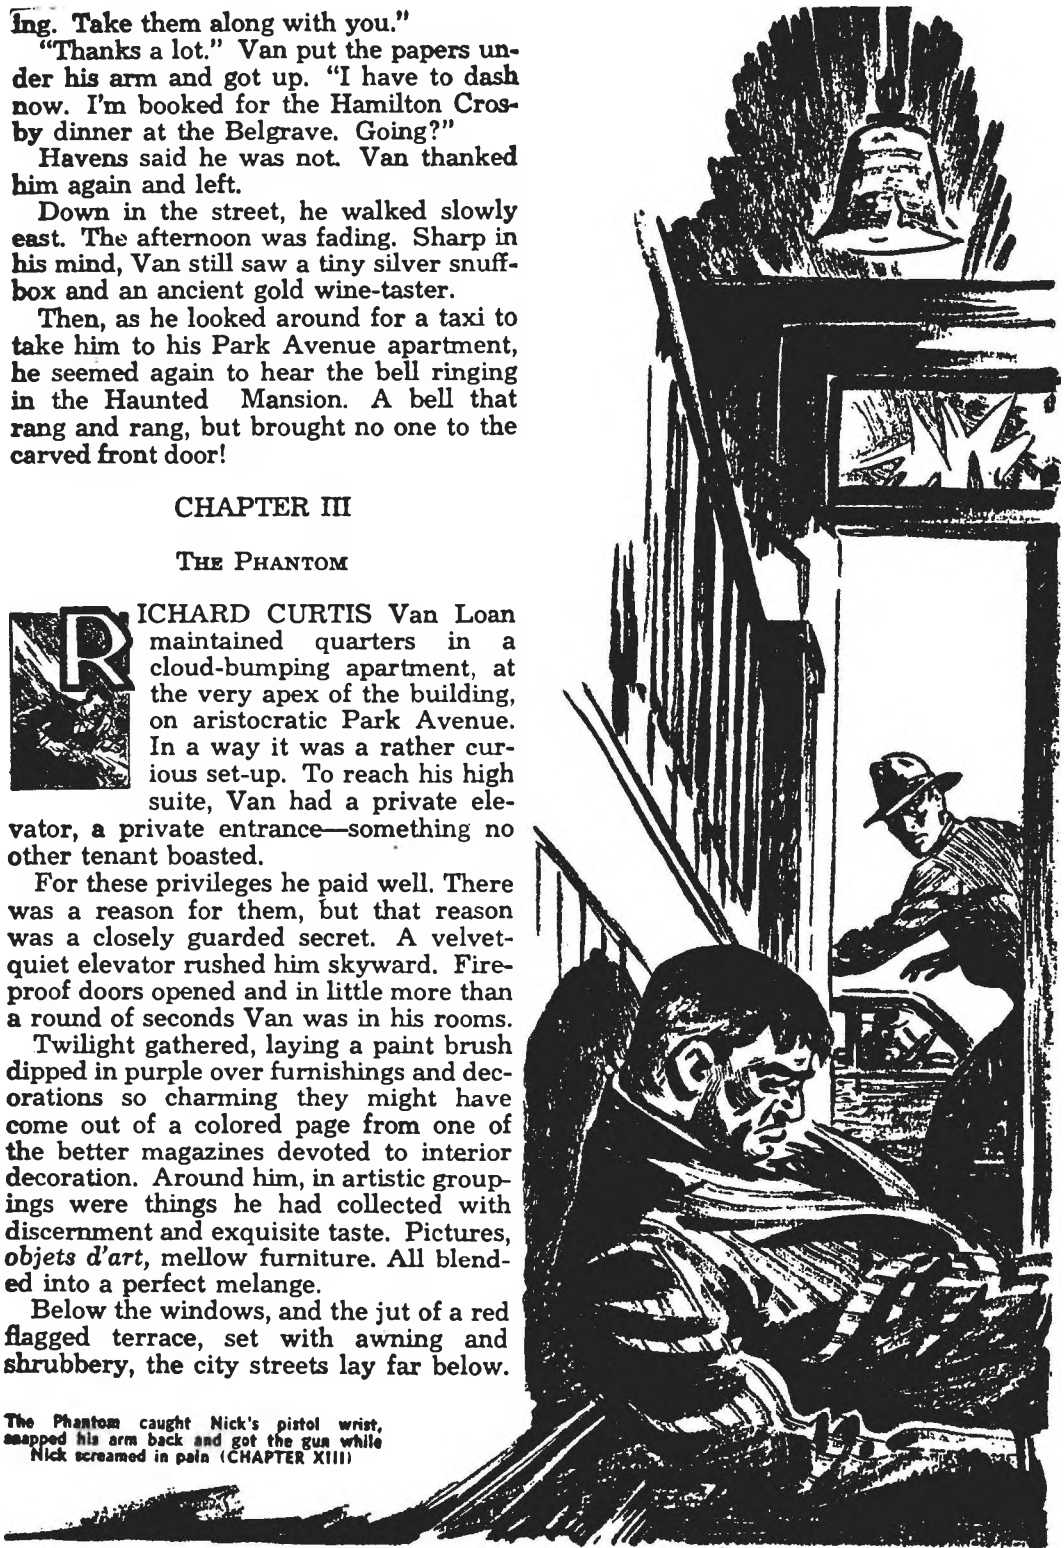 ing. Take them along with you."
"Thanks a lot." Van put the papers un-
der his arm and got up. "I have to dash
now. I'm booked for the Hamilton Cros-
by dinner at the Belgrave. Going?"
Havens said he was not. Van thanked
him again and left.
Down in the street, he walked slowly
east. The afternoon was fading. Sharp in
his mind, Van still saw a tiny silver snuff-
box and an ancient gold wine-taster.
Then, as he looked around for a taxi to
take him to his Park Avenue apartment,
he seemed again to hear the bell ringing
in the Haunted Mansion. A bell that
rang and rang, but brought no one to the
carved front door!
CHAPTER III
THE PHANTOM
RICHARD CURTIS Van Loan
maintained quarters in a
cloud-bumping apartment, at
the very apex of the building,
on aristocratic Park Avenue.
In a way it was a rather cur-
ious set-up. To reach his high
suite, Van had a private ele-
vator, a private entrance—something no
other tenant boasted.
For these privileges he paid well. There
was a reason for them, but that reason
was a closely guarded secret. A velvet-
quiet elevator rushed him skyward. Fire-
proof doors opened and in little more than
a round of seconds Van was in his rooms.
Twilight gathered, laying a paint brush
dipped in purple over furnishings and dec-
orations so charming they might have
come out of a colored page from one of
the better magazines devoted to interior
decoration. Around him, in artistic group-
ings were things he had collected with
discernment and exquisite taste. Pictures,
objets d'art, mellow furniture. All blend-
ed into a perfect melange.
Below the windows, and the jut of a red
flagged terrace, set with awning and
shrubbery, the city streets lay far below.
The Phantom caught Nick's pistol wrist,
snapped his arm back and got the gun while
Nick screamed in pain (CHAPTER XIII)